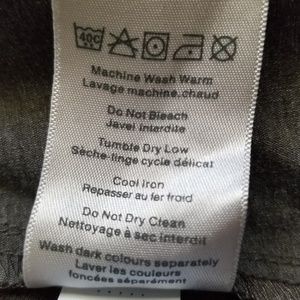 40C
Machine Wash Warm
Lavage machine.chaud
Do Not Bleach
Javel interdite
Tumble Dry Low
Sèche-linge cycle délicat
Cool Iron
Repasser au fer froid
Do Not Dry Clean
Nettoyage à sec interdit
Wash dark colours separately
Laver les couleurs
foncées séparément